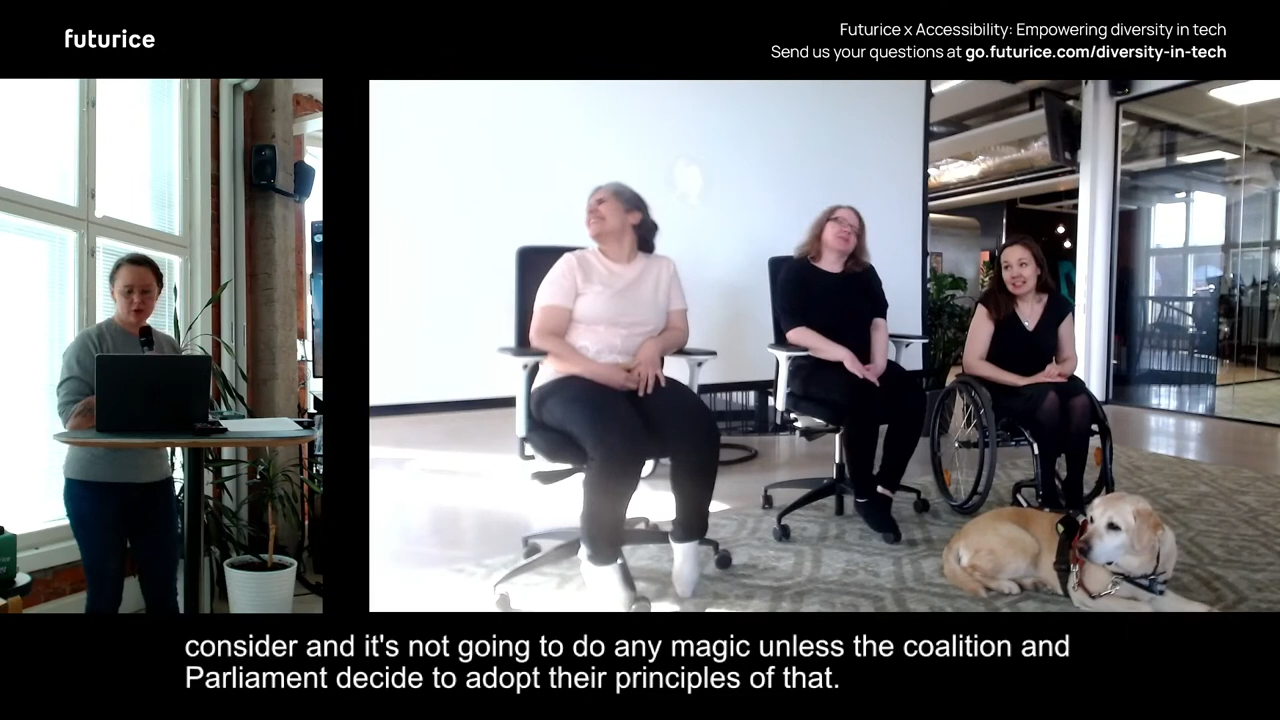 futurice
Futurice x Accessibility: Empowering diversity in tech
Send us your questions at go.futurice.com/diversity-in-tech
consider and it's not going to do any magic unless the coalition and
Parliament decide to adopt their principles of that.